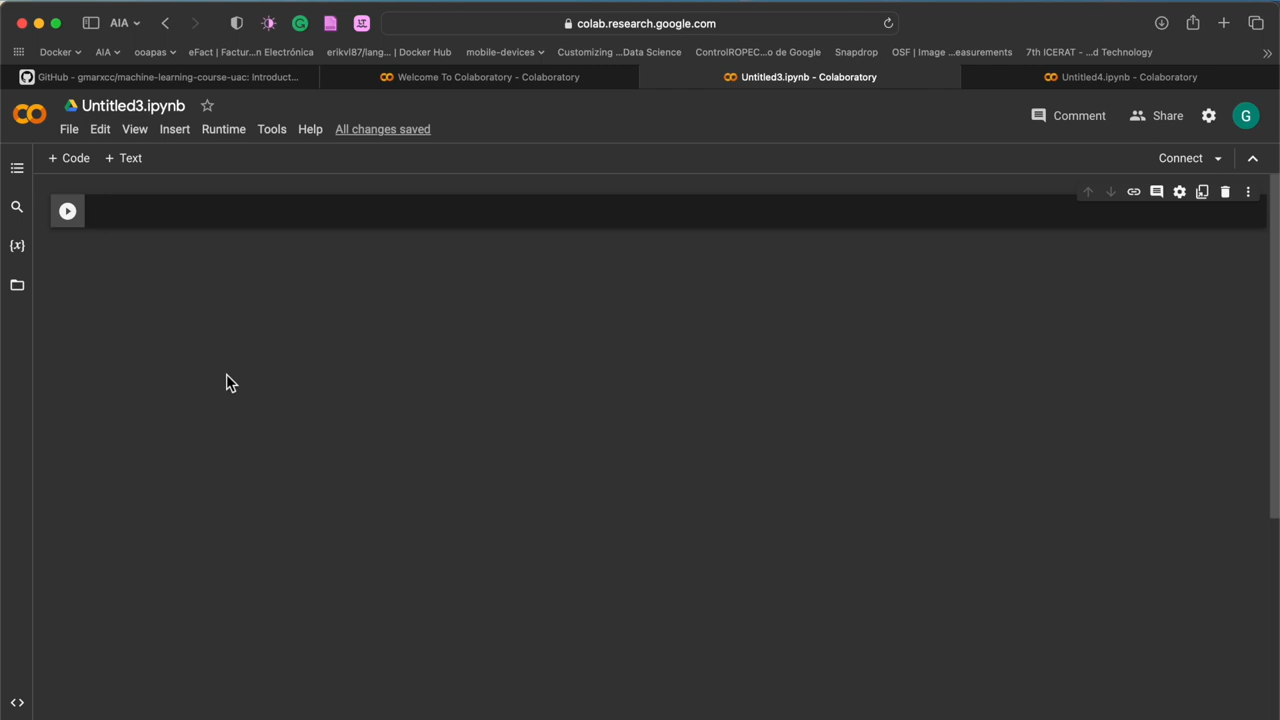 AIA
colab.research.google.com
Docker AIA ooapas eFact | Factur...n Electrónica erikvl87/lang... | Docker Hub mobile-devices Customizing ...Data Science ControlROPEC...o de Google Snapdrop OSF | Image ...easurements 7th ICERAT - ...d Technology
GitHub - gmarxcc/machine-learning-course-uac: Introduct... Welcome To Colaboratory - Colaboratory Untitled3.ipynb - Colaboratory Untitled4.ipynb - Colaboratory
Untitled3.ipynb
Comment Share G
File Edit View Insert Runtime Tools Help All changes saved
+ Code + Text Connect
{x}